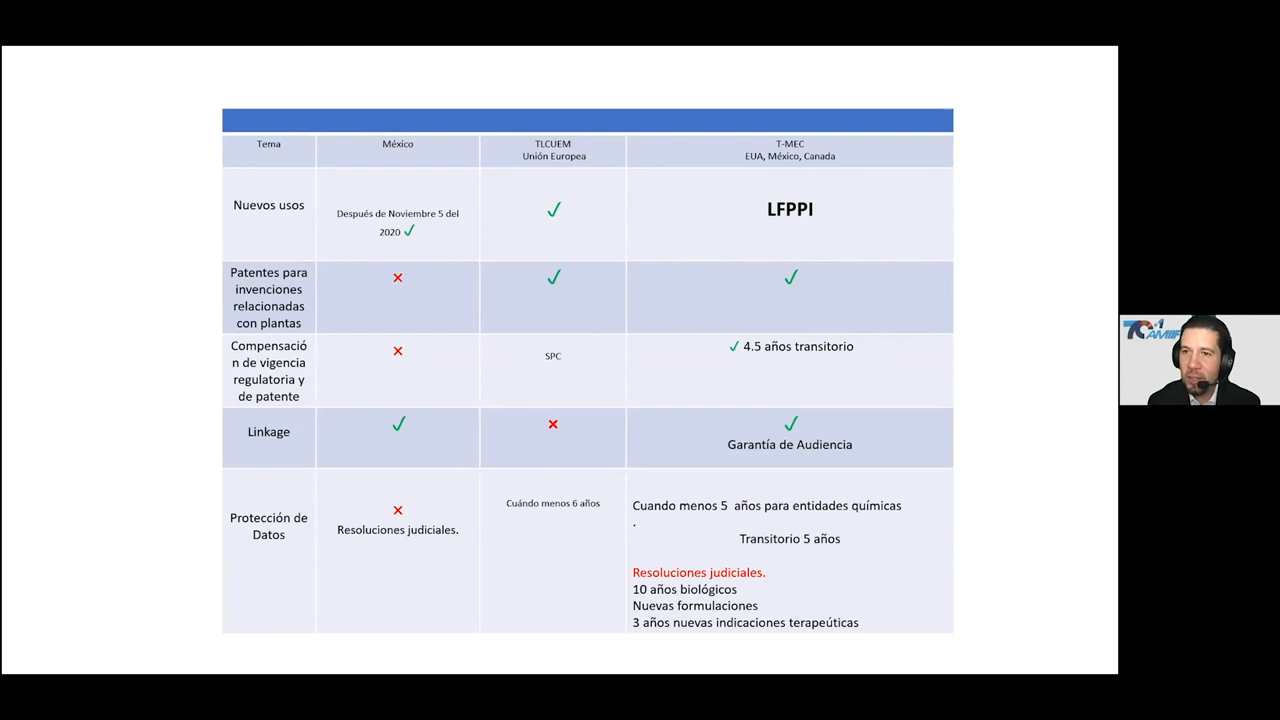 Tema
México
TLCUEM
Unión Europea
T-MEC
EUA, México, Canada
Nuevos usos
Después de Noviembre 5 del
2020 ✓
✓
LFPPI
Patentes para
invenciones
relacionadas
con plantas
✕
✓
✓
Compensació
n de vigencia
regulatoria y
de patente
✕
SPC
✓ 4.5 años transitorio
Linkage
✓
✕
✓
Garantía de Audiencia
Protección de
Datos
✕
Resoluciones judiciales.
Cuándo menos 6 años
Cuando menos 5 años para entidades químicas
.
Transitorio 5 años
Resoluciones judiciales.
10 años biológicos
Nuevas formulaciones
3 años nuevas indicaciones terapeúticas